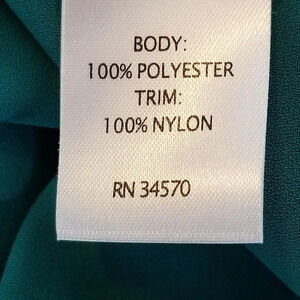 BODY:
100% POLYESTER
TRIM:
100% NYLON
RN 34570